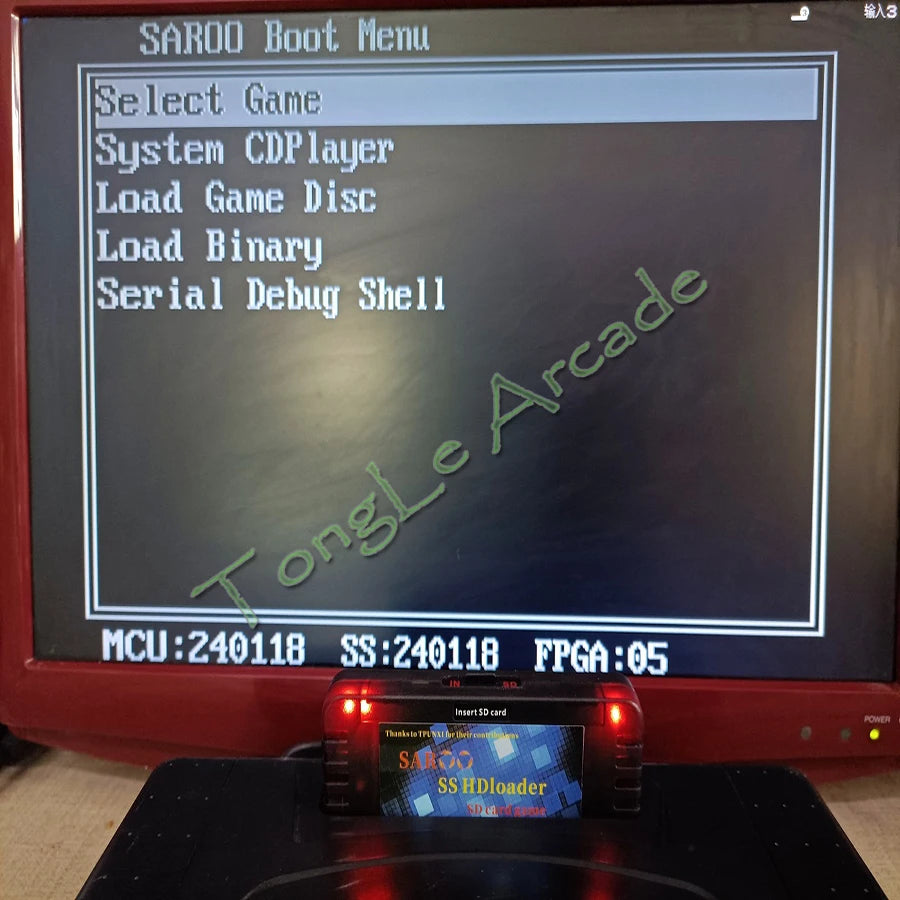 输入3
SAROO Boot Menu
Select Game
System CDPlayer
Load Game Disc
Load Binary
Serial Debug Shell
TongLe Arcade
MCU:240118 SS:240118 FPGA:05
IN SD
Insert SD card
POWER
Thanks to TPUNXI for their contributions
SAROO
SS HDloader
SD card game